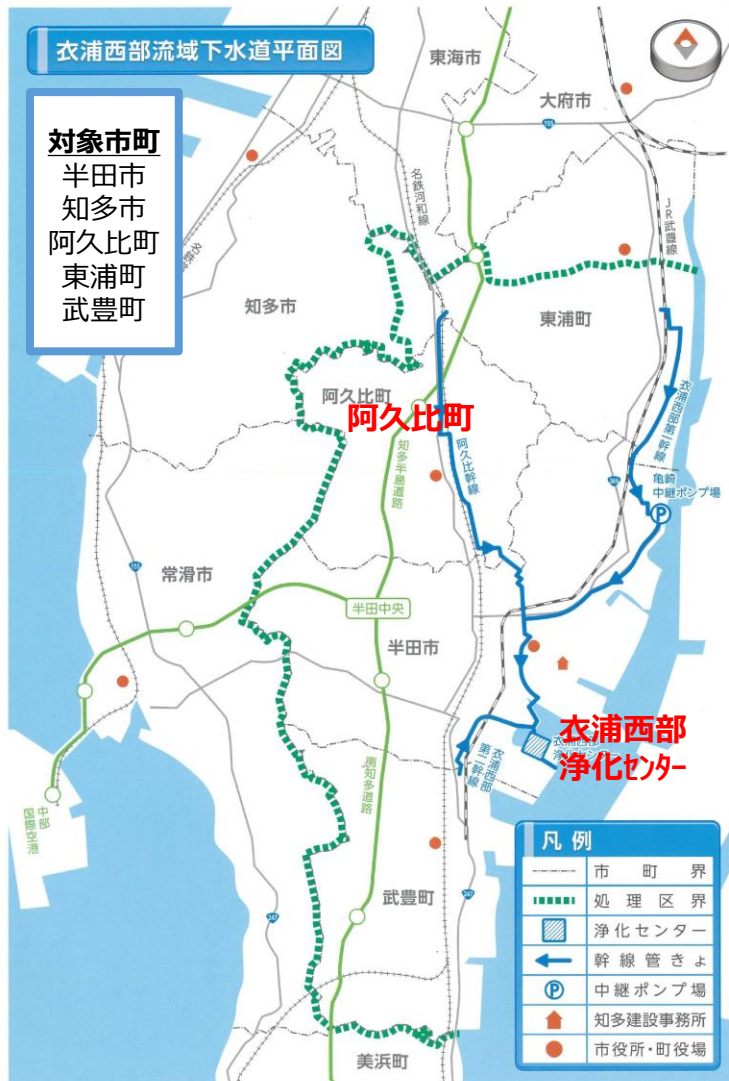 衣浦西部流域下水道平面図
対象市町
半田市
知多市
阿久比町
東浦町
武豊町
東海市
大府市
155
名鉄河和線
JR武豊線
知多市
東浦町
阿久比町
阿久比町
衣浦西部第一幹線
亀崎
中継ポンプ場
P
阿久比幹線
知多半島道路
366
155
常滑市
半田中央
半田市
衣浦西部
浄化センター
衣浦西部
第二幹線
南知多道路
中部
国際空港
武豊町
247
247
美浜町
凡例
市町界
処理区界
浄化センター
幹線管きょ
P
中継ポンプ場
知多建設事務所
市役所・町役場